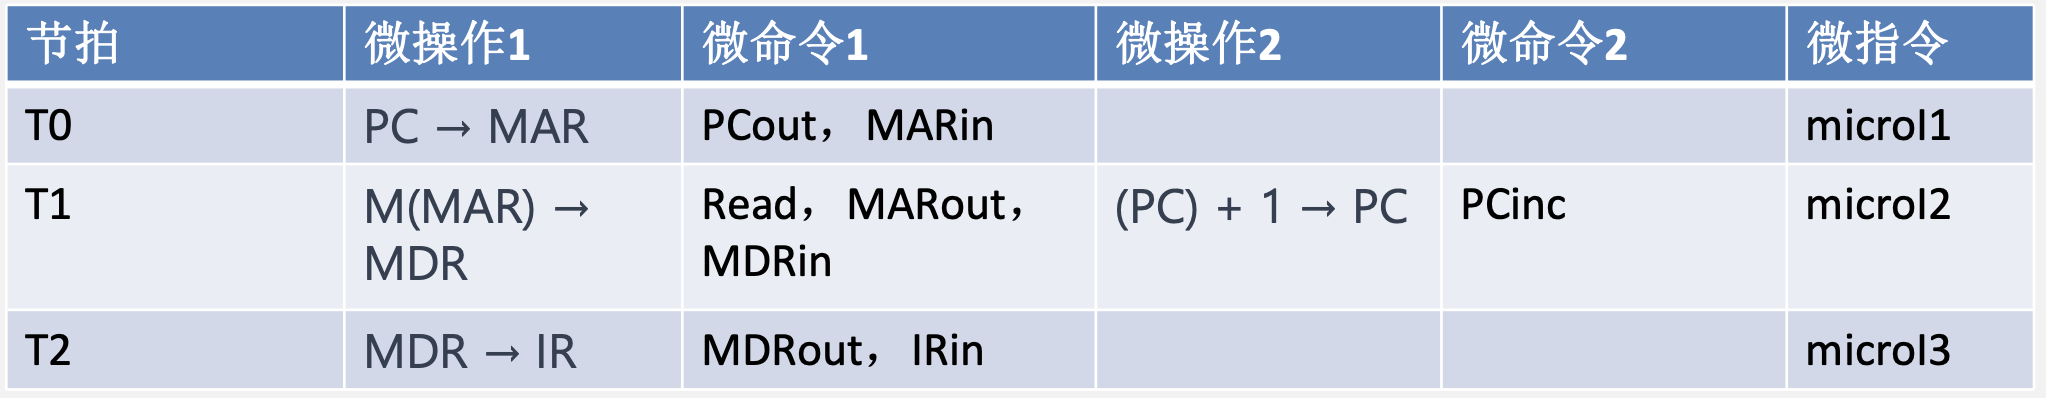 节拍 微操作1 微命令1 微操作2 微命令2 微指令
T0 PC → MAR PCout，MARin microI1
T1 M(MAR) → Read，MARout， (PC) + 1 → PC PCinc microI2
MDR MDRin
T2 MDR → IR MDRout，IRin microI3